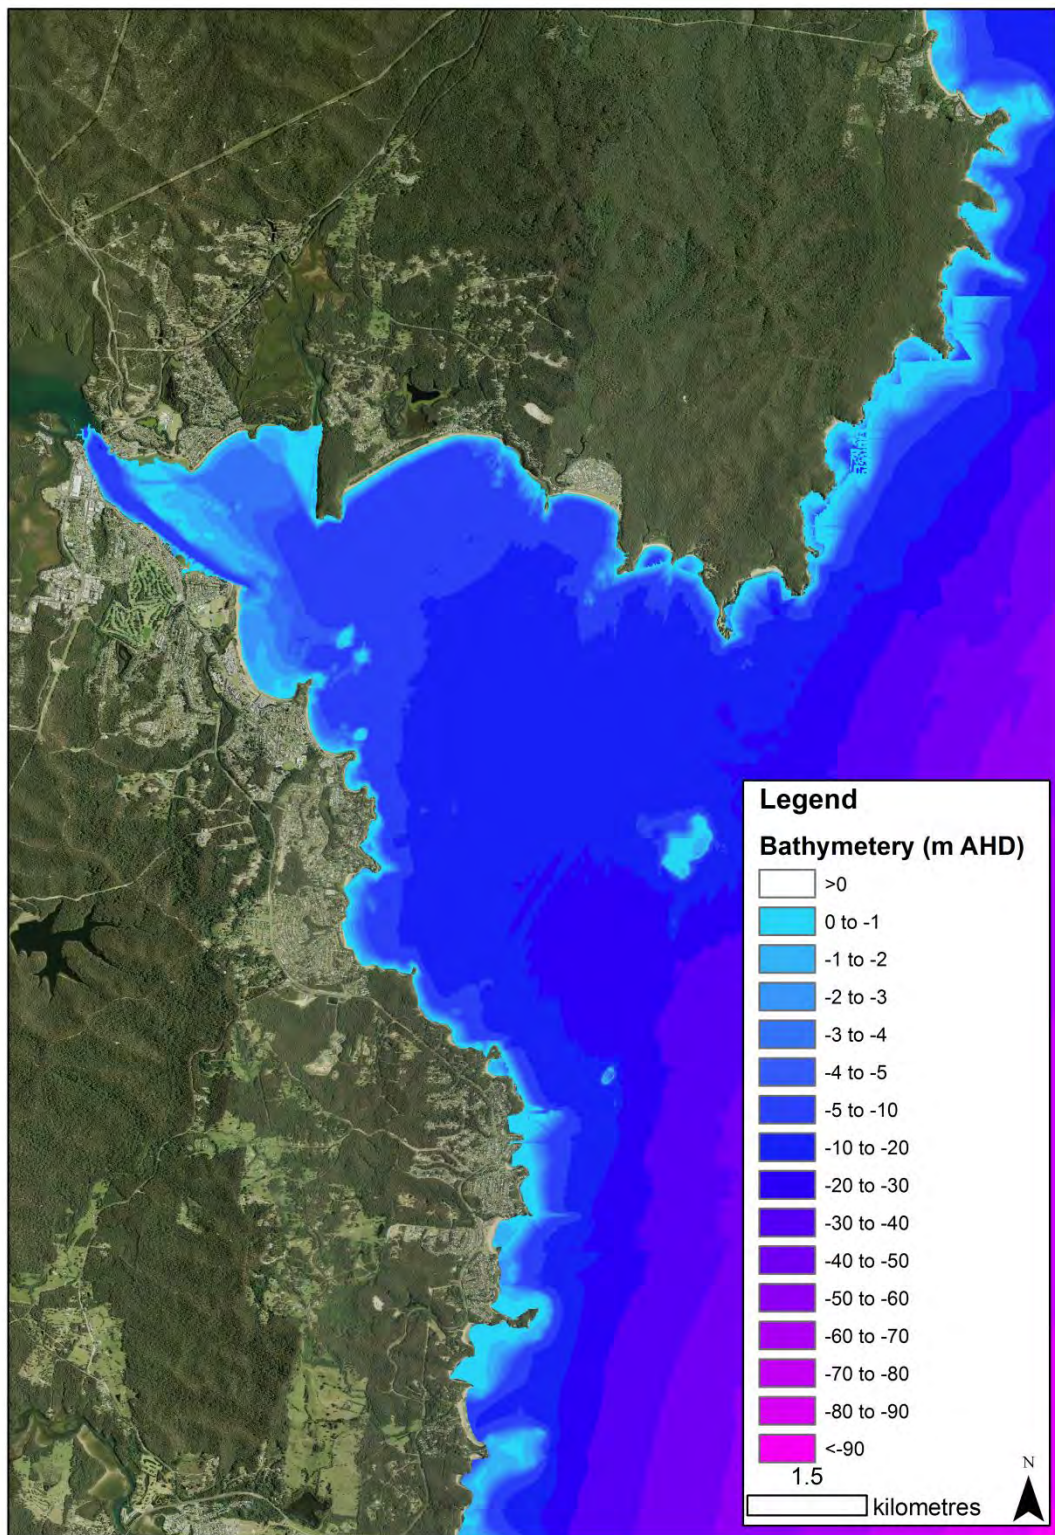 Legend
Bathymetery (m AHD)
>0
0 to -1
-1 to -2
-2 to -3
-3 to -4
-4 to -5
-5 to -10
-10 to -20
-20 to -30
-30 to -40
-40 to -50
-50 to -60
-60 to -70
-70 to -80
-80 to -90
<-90
1.5
N
kilometres